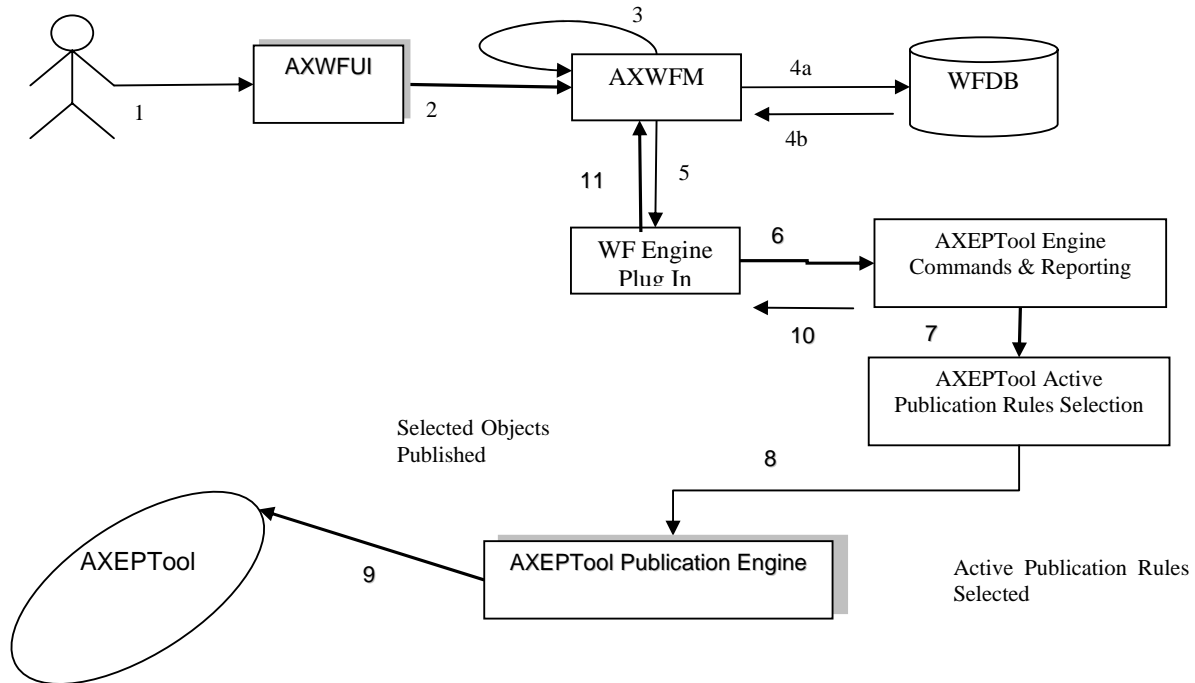 3
AXWFUI
AXWFM
4a
WFDB
1
2
4b
11
5
WF Engine
Plug In
6
AXEPTool Engine
Commands & Reporting
10
7
AXEPTool Active
Publication Rules Selection
Selected Objects
Published
8
AXEPTool
9
AXEPTool Publication Engine
Active Publication Rules
Selected